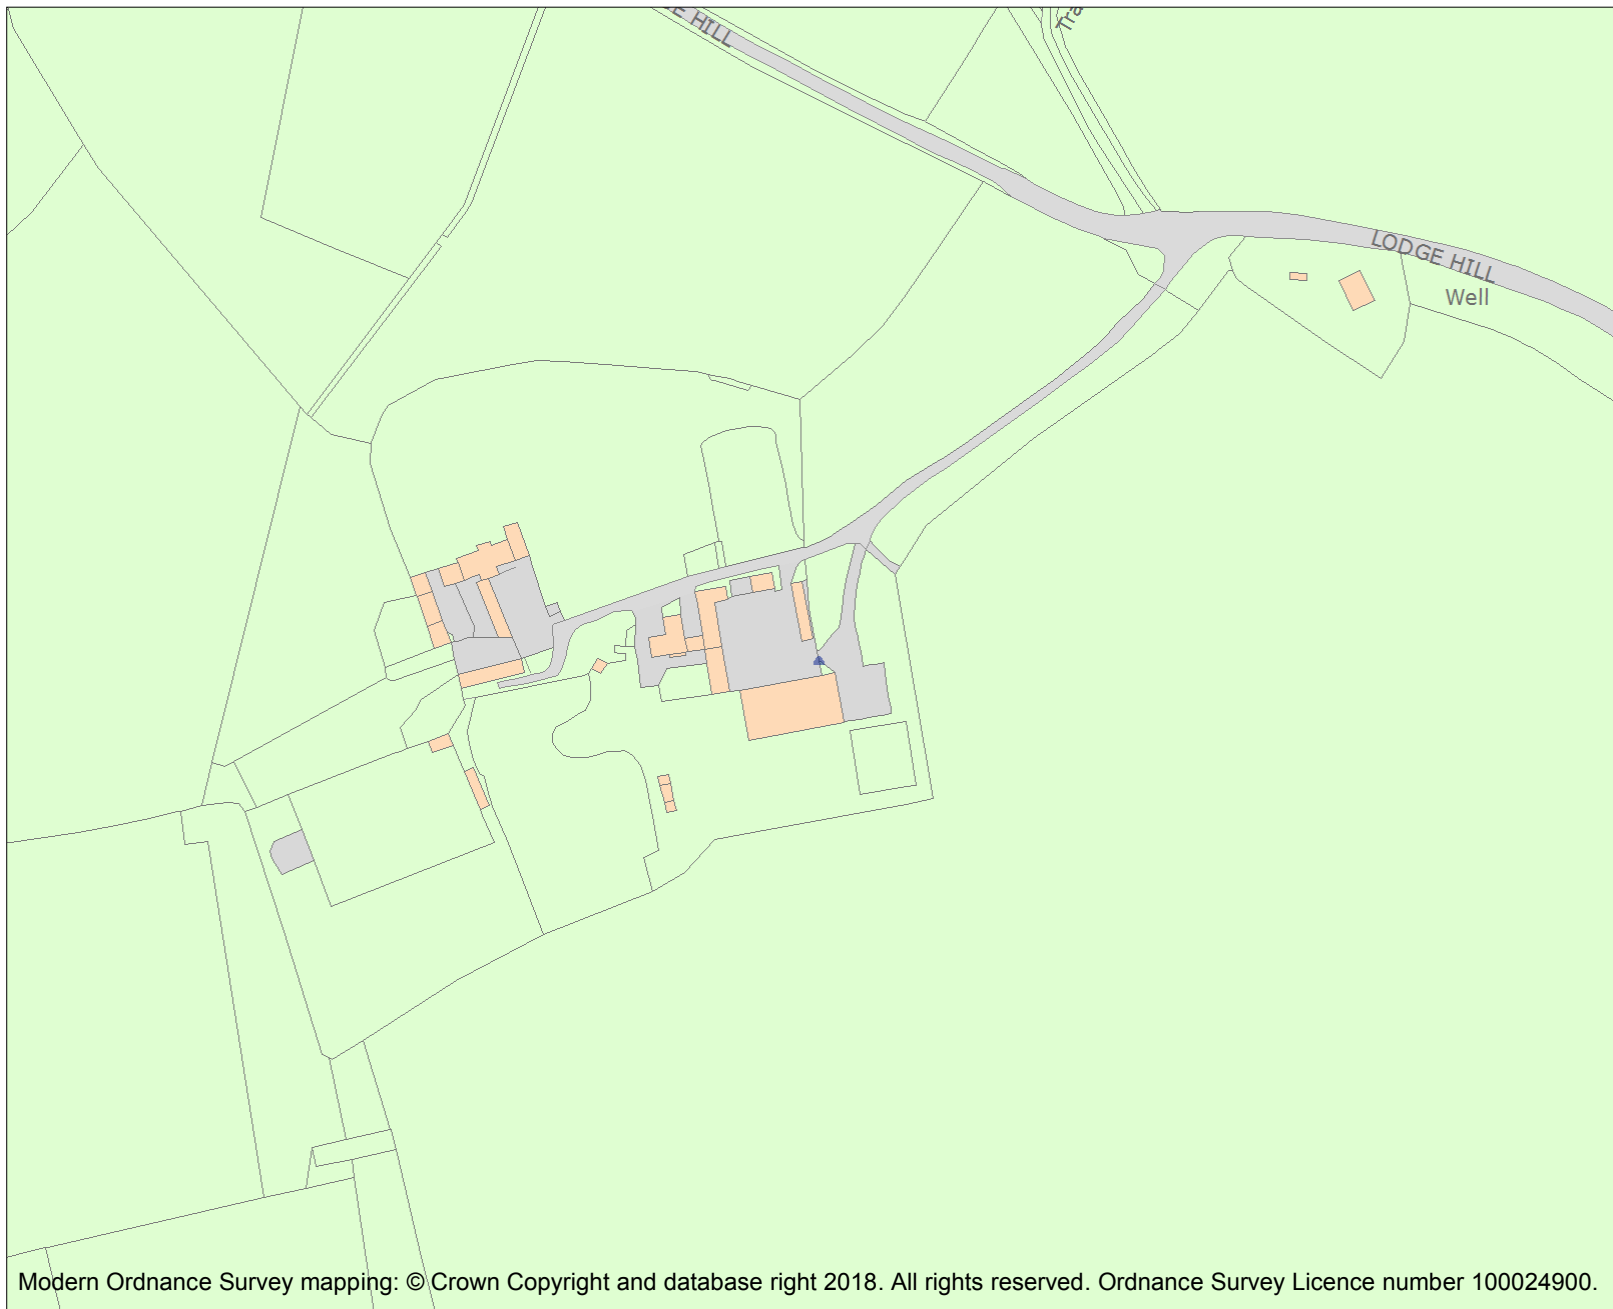 E HILL
Tra
LODGE HILL
Well
Modern Ordnance Survey mapping: © Crown Copyright and database right 2018. All rights reserved. Ordnance Survey Licence number 100024900.